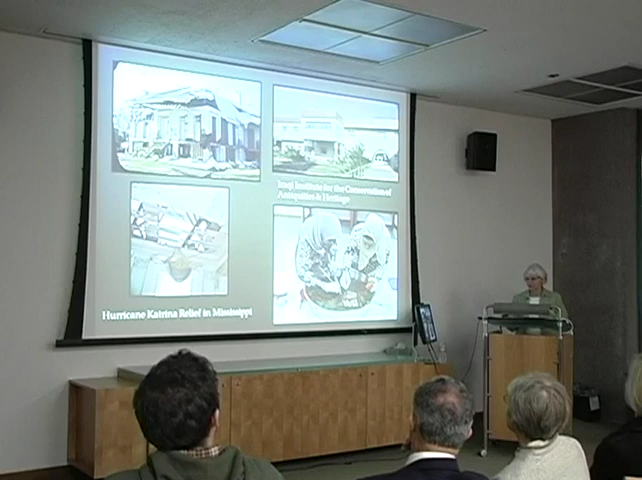 Iraqi Institute for the Conservation of
Antiquities & Heritage
Hurricane Katrina Relief in Mississippi